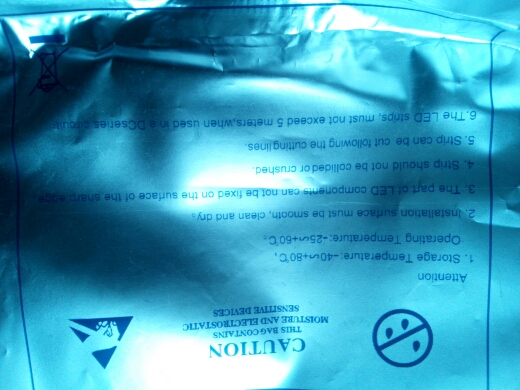 CAUTION
THIS BAG CONTAINS
MOISTURE AND ELECTROSTATIC
SENSITIVE DEVICES
Attention
1. Storage Temperature:-40∽+80℃,
Operating Temperature:-25∽+60℃。
2. Installation surface must be smooth, clean and dry。
3. The part of LED components can not be fixed on the surface of the sharp edge
4. Strip should not be collided or crushed.
5. Strip can be cut following the cutting lines.
6.The LED strips, must not exceed 5 meters,when used in a DCseries circuits